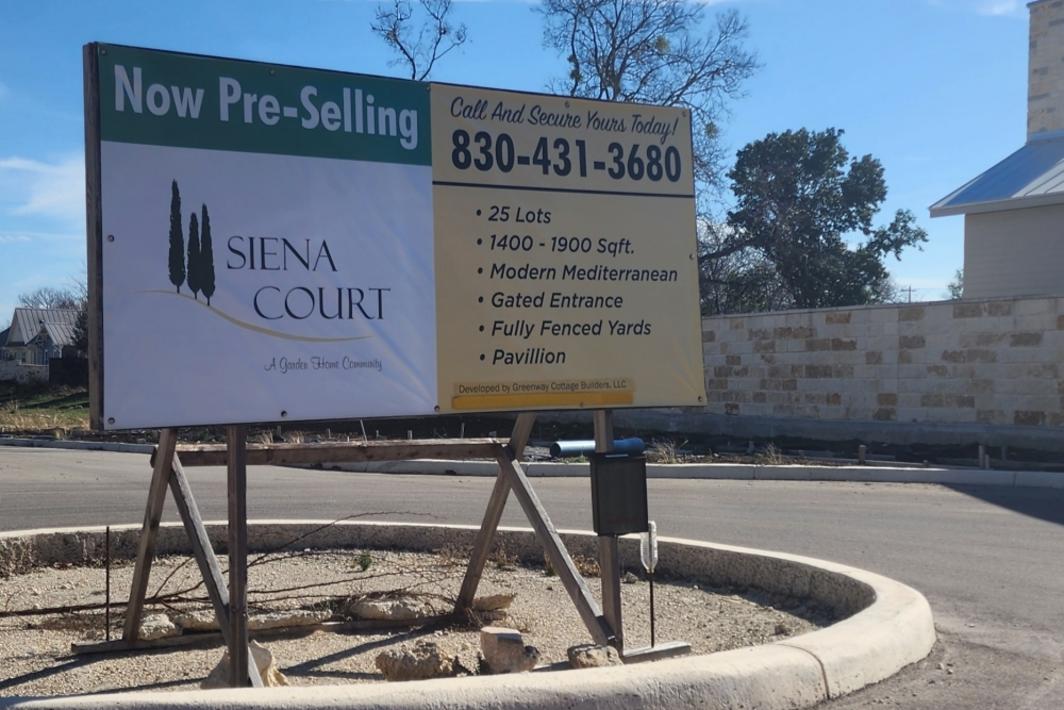 Now Pre-Selling
SIENA
COURT
A Garden Home Community
Call And Secure Yours Today!
830-431-3680
• 25 Lots
• 1400 - 1900 Sqft.
• Modern Mediterranean
• Gated Entrance
• Fully Fenced Yards
• Pavillion
Developed by Greenway Cottage Builders, LLC